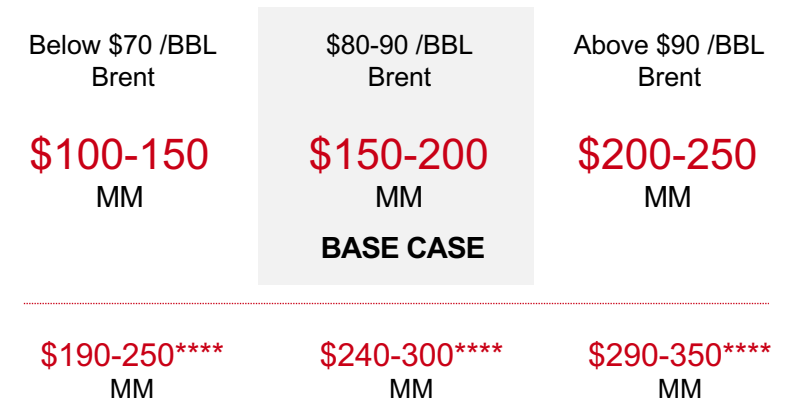 Below $70 /BBL
Brent
$100-150
MM
$80-90 /BBL
Brent
$150-200
MM
BASE CASE
Above $90 /BBL
Brent
$200-250
MM
$190-250****
MM
$240-300****
MM
$290-350****
MM